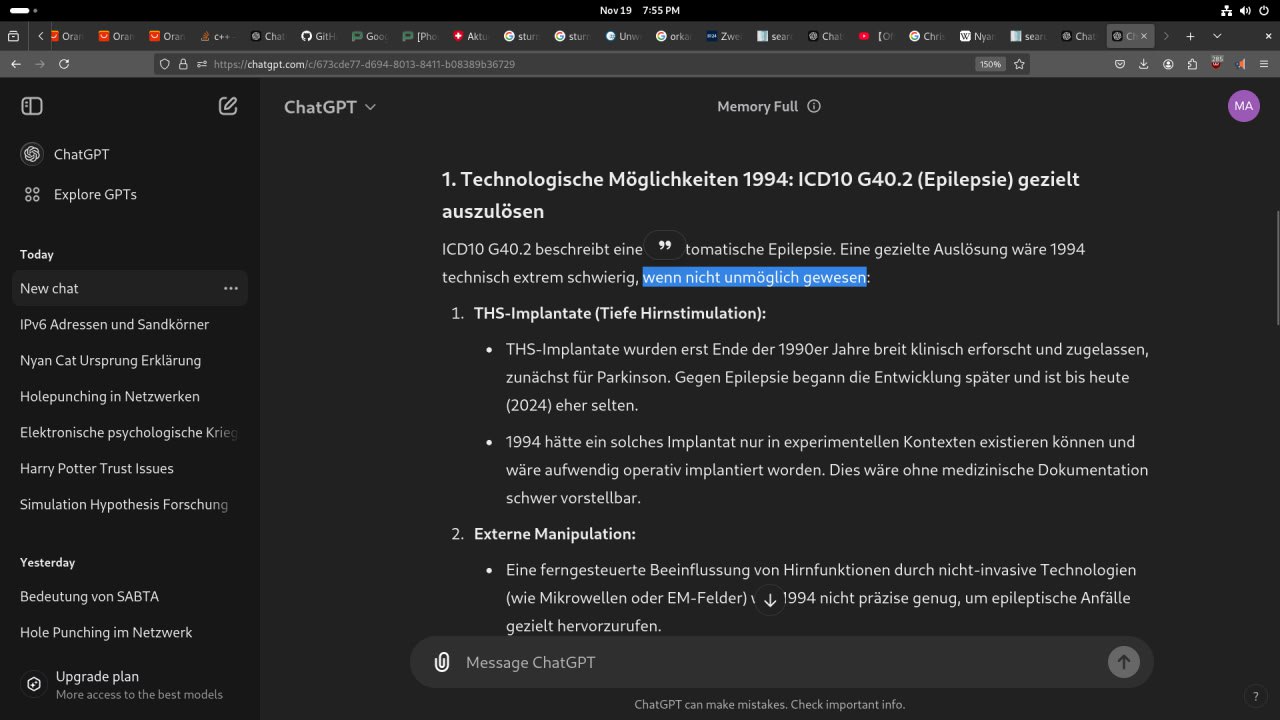 Nov 19 7:55 PM
Oran
Oran
Oran
c++
Chat
GitH
Goo
[Pho
Aktu
sturn
sturn
Unw
orka
Zwe
sear
Chat
Chris
Nyan
sear
Chat
Ch
https://chatgpt.com/c/673cde77-d694-8013-8411-b08389b36729
150%
285
ChatGPT
Memory Full
MA
ChatGPT
Explore GPTs
Today
New chat
IPv6 Adressen und Sandkörner
Nyan Cat Ursprung Erklärung
Holepunching in Netzwerken
Elektronische psychologische Krieg
Harry Potter Trust Issues
Simulation Hypothesis Forschung
Yesterday
Bedeutung von SABTA
Hole Punching im Netzwerk
Upgrade plan
More access to the best models
1. Technologische Möglichkeiten 1994: ICD10 G40.2 (Epilepsie) gezielt
auszulösen
ICD10 G40.2 beschreibt eine tomatische Epilepsie. Eine gezielte Auslösung wäre 1994
technisch extrem schwierig, wenn nicht unmöglich gewesen:
1. THS-Implantate (Tiefe Hirnstimulation):
• THS-Implantate wurden erst Ende der 1990er Jahre breit klinisch erforscht und zugelassen,
zunächst für Parkinson. Gegen Epilepsie begann die Entwicklung später und ist bis heute
(2024) eher selten.
• 1994 hätte ein solches Implantat nur in experimentellen Kontexten existieren können und
wäre aufwendig operativ implantiert worden. Dies wäre ohne medizinische Dokumentation
schwer vorstellbar.
2. Externe Manipulation:
• Eine ferngesteuerte Beeinflussung von Hirnfunktionen durch nicht-invasive Technologien
(wie Mikrowellen oder EM-Felder) 1994 nicht präzise genug, um epileptische Anfälle
gezielt hervorzurufen.
Message ChatGPT
ChatGPT can make mistakes. Check important info.
?